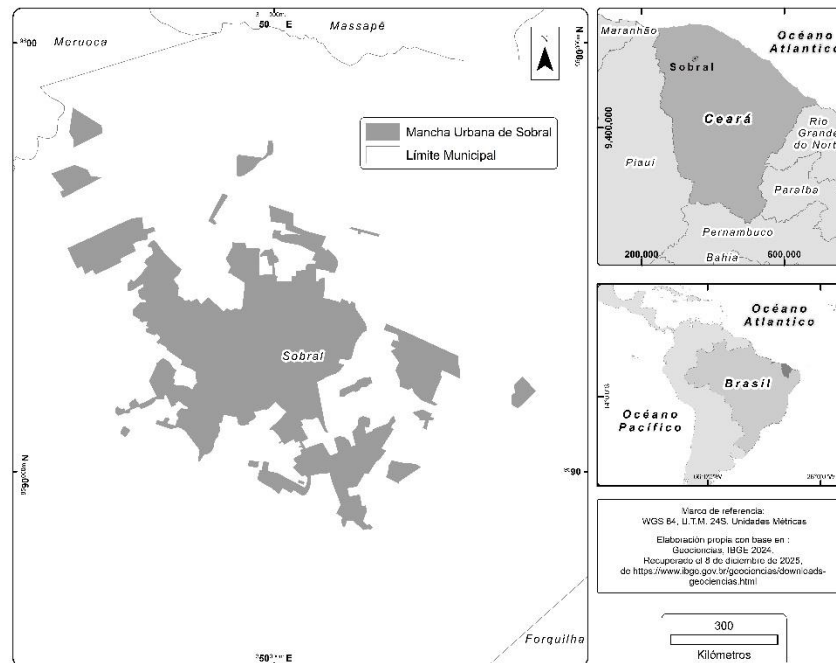 Meruoca
Massapê
50 E
N
Mancha Urbana de Sobral
Límite Municipal
Sobral
90
Forquilha
Maranhão
Océano
Atlantico
Sobral
Ceará
Rio
Grande
do Nort
Piauí
Paraíba
Pernambuco
Bahia
9,400,000
200,000
600,000
Océano
Atlantico
Brasil
Océano
Pacífico
Marco de referencia:
WGS 84, U.T.M. 24S. Unidades Métricas
Elaboración propia con base en :
Geociencias, IBGE 2024.
Recuperado el 8 de diciembre de 2025,
de https://www.ibge.gov.br/geociencias/downloads-
geociencias.html
300
Kilómetros